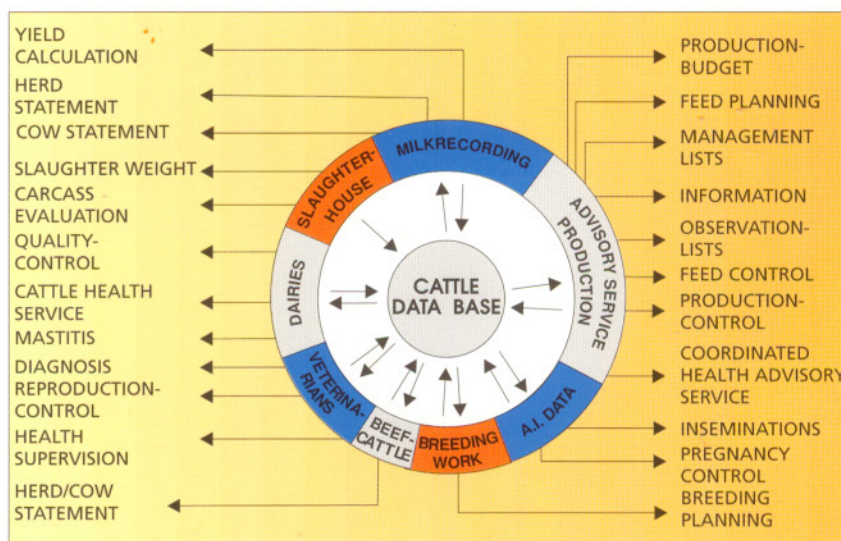 YIELD
CALCULATION
HERD
STATEMENT
COW STATEMENT
SLAUGHTER WEIGHT
CARCASS
EVALUATION
QUALITY-
CONTROL
CATTLE HEALTH
SERVICE
MASTITIS
DIAGNOSIS
REPRODUCTION-
CONTROL
HEALTH
SUPERVISION
HERD/COW
STATEMENT
MILKRECORDING
SLAUGHTER-
HOUSE
DAIRIES
VETERINA-
RIANS
BEEF-
CATTLE
BREEDING
WORK
A.I. DATA
ADVISORY SERVICE
PRODUCTION
CATTLE
DATA BASE
PRODUCTION-
BUDGET
FEED PLANNING
MANAGEMENT
LISTS
INFORMATION
OBSERVATION-
LISTS
FEED CONTROL
PRODUCTION-
CONTROL
COORDINATED
HEALTH ADVISORY
SERVICE
INSEMINATIONS
PREGNANCY
CONTROL
BREEDING
PLANNING